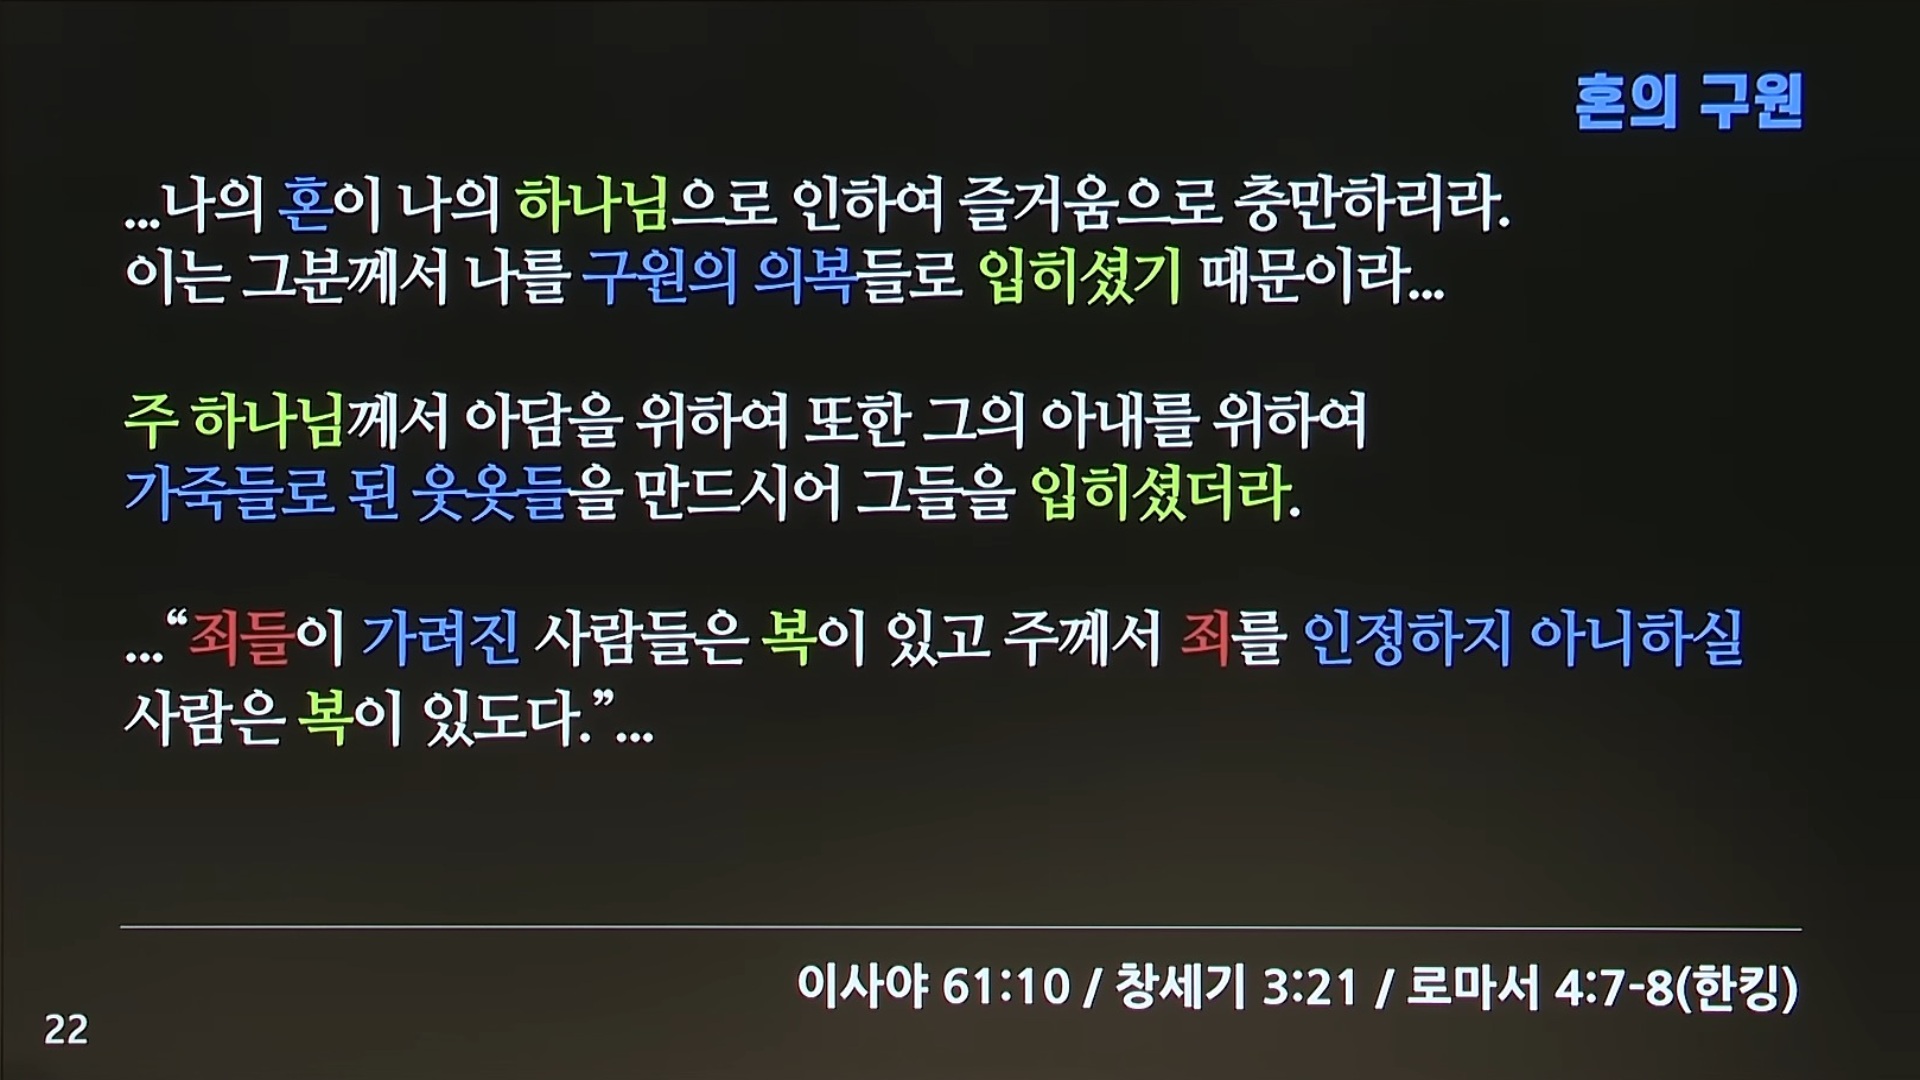 혼의 구원
...나의 혼이 나의 하나님으로 인하여 즐거움으로 충만하리라.
이는 그분께서 나를 구원의 의복들로 입히셨기 때문이라...
주 하나님께서 아담을 위하여 또한 그의 아내를 위하여
가죽들로 된 웃옷들을 만드시어 그들을 입히셨더라.
...“죄들이 가려진 사람들은 복이 있고 주께서 죄를 인정하지 아니하실
사람은 복이 있도다.”...
이사야 61:10 / 창세기 3:21 / 로마서 4:7-8(한킹)
22